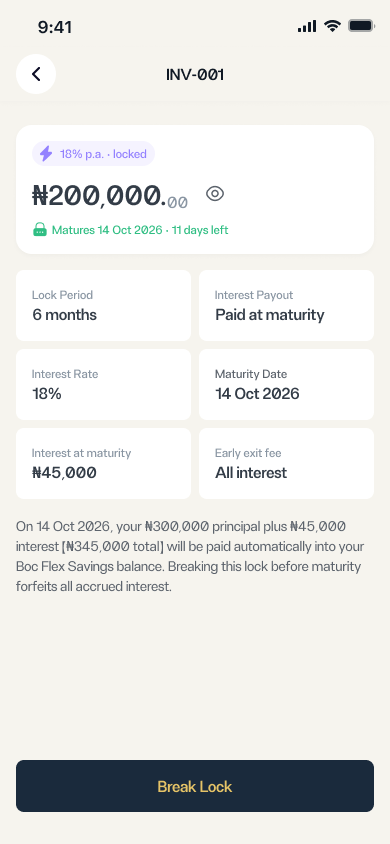 9:41
INV-001
18% p.a. · locked
₦200,000.00
Matures 14 Oct 2026 · 11 days left
Lock Period
6 months
Interest Payout
Paid at maturity
Interest Rate
18%
Maturity Date
14 Oct 2026
Interest at maturity
₦45,000
Early exit fee
All interest
On 14 Oct 2026, your ₦300,000 principal plus ₦45,000
interest [₦345,000 total] will be paid automatically into your
Boc Flex Savings balance. Breaking this lock before maturity
forfeits all accrued interest.
Break Lock